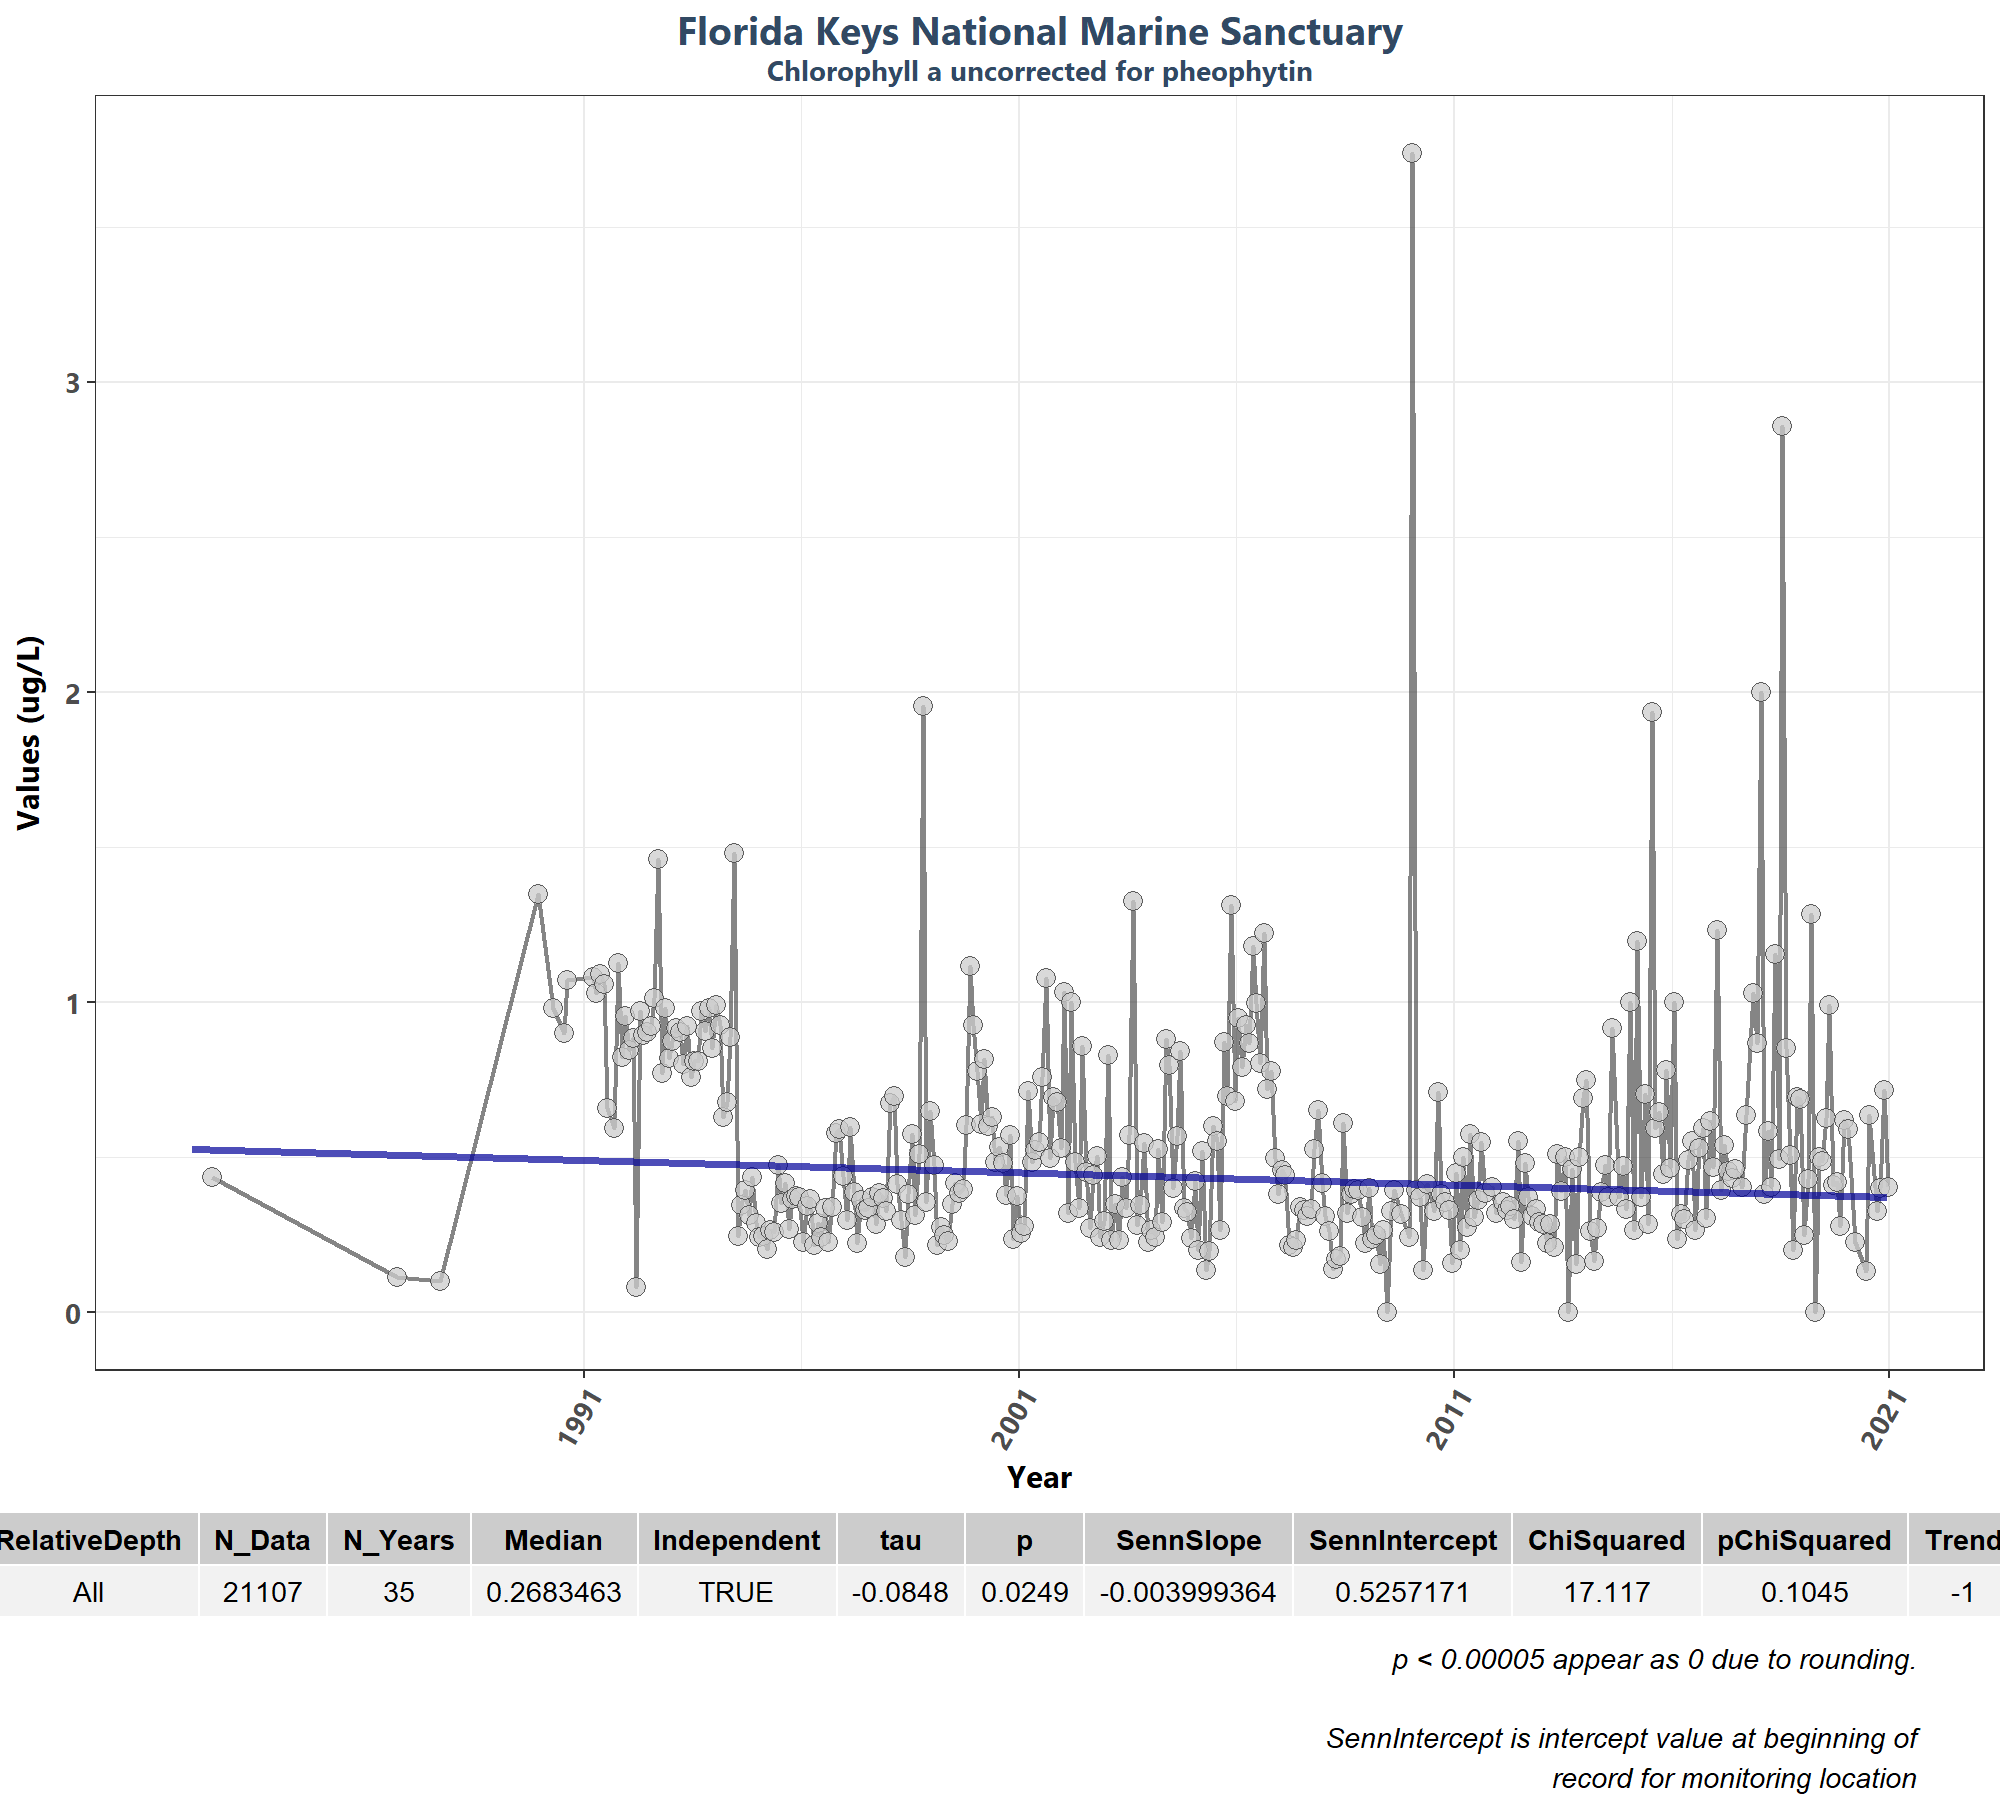 Florida Keys National Marine Sanctuary
Chlorophyll a uncorrected for pheophytin
Values (ug/L)
3
2
1
0
1991
2001
2011
2021
Year
RelativeDepth N_Data N_Years Median Independent tau p SennSlope SennIntercept ChiSquared pChiSquared Trend
All 21107 35 0.2683463 TRUE -0.0848 0.0249 -0.003999364 0.5257171 17.117 0.1045 -1
p < 0.00005 appear as 0 due to rounding.
SennIntercept is intercept value at beginning of
record for monitoring location